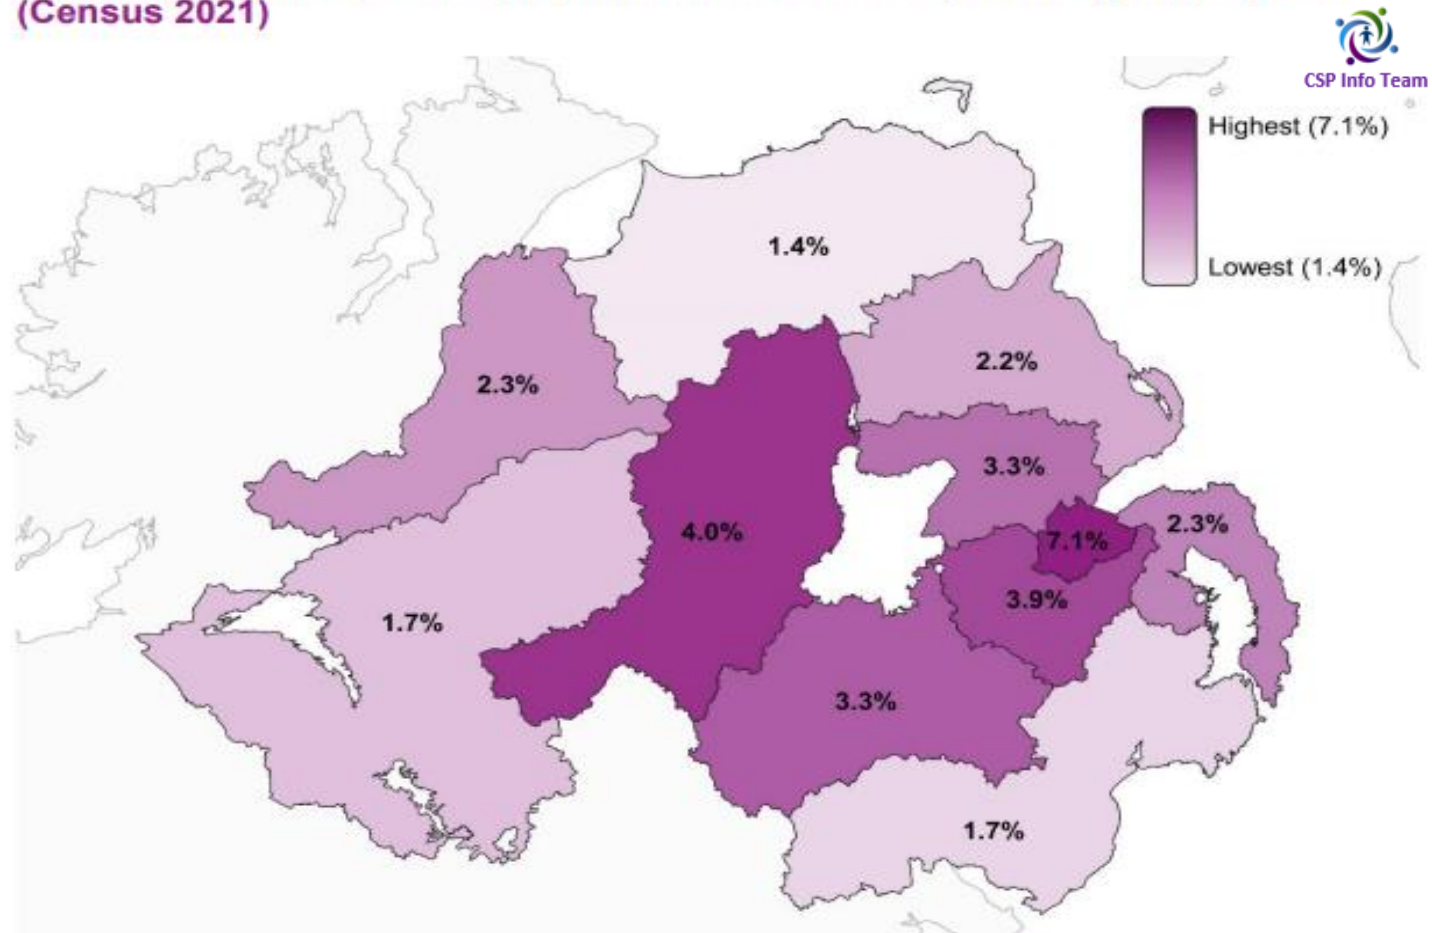 (Census 2021)
CSP Info Team
Highest (7.1%)
Lowest (1.4%)
1.4%
2.3%
2.2%
3.3%
2.3%
4.0%
7.1%
3.9%
1.7%
3.3%
1.7%